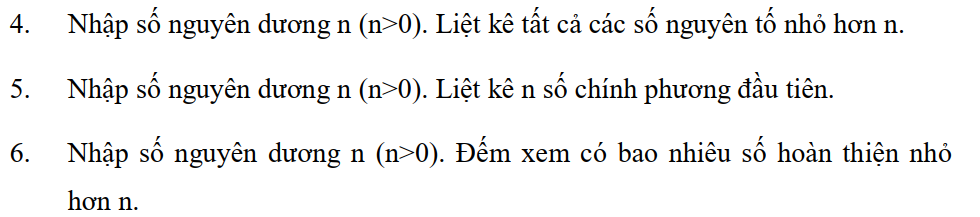 4. Nhập số nguyên dương n (n>0). Liệt kê tất cả các số nguyên tố nhỏ hơn n.
5. Nhập số nguyên dương n (n>0). Liệt kê n số chính phương đầu tiên.
6. Nhập số nguyên dương n (n>0). Đếm xem có bao nhiêu số hoàn thiện nhỏ
hơn n.